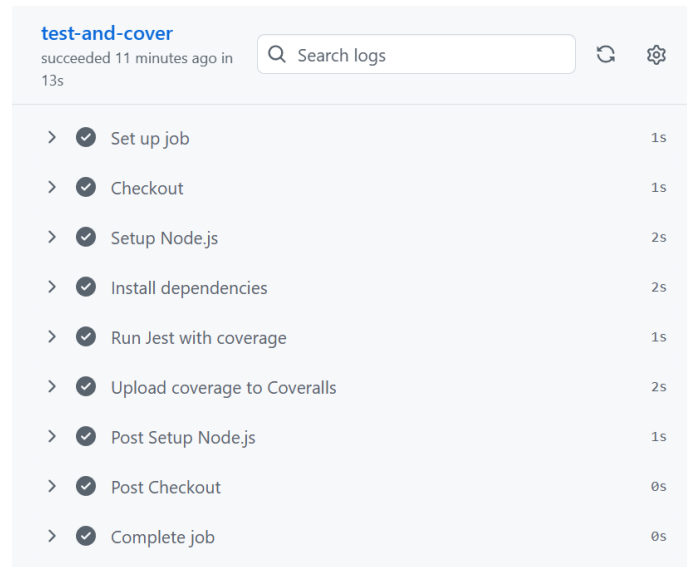 test-and-cover
succeeded 11 minutes ago in
13s
Search logs
Set up job 1s
Checkout 1s
Setup Node.js 2s
Install dependencies 2s
Run Jest with coverage 1s
Upload coverage to Coveralls 2s
Post Setup Node.js 1s
Post Checkout 0s
Complete job 0s